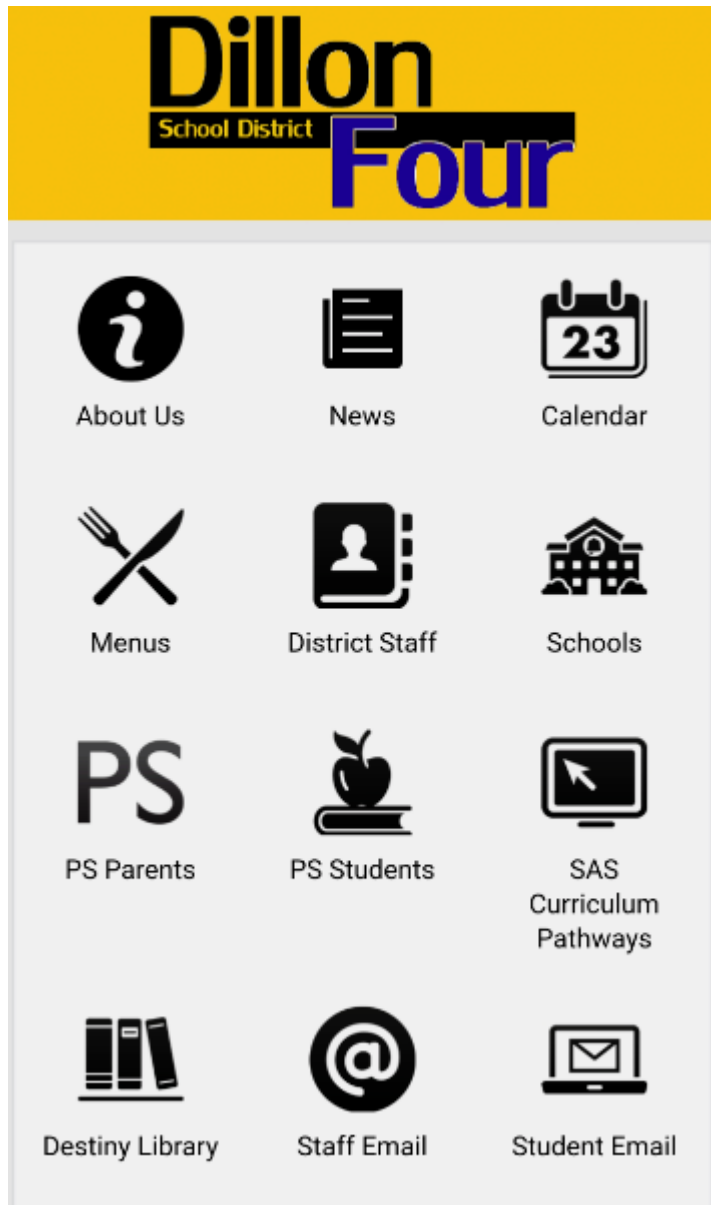 Dillon
School District
Four
23
About Us
News
Calendar
Menus
District Staff
Schools
PS
PS Parents
PS Students
SAS
Curriculum
Pathways
@
Destiny Library
Staff Email
Student Email